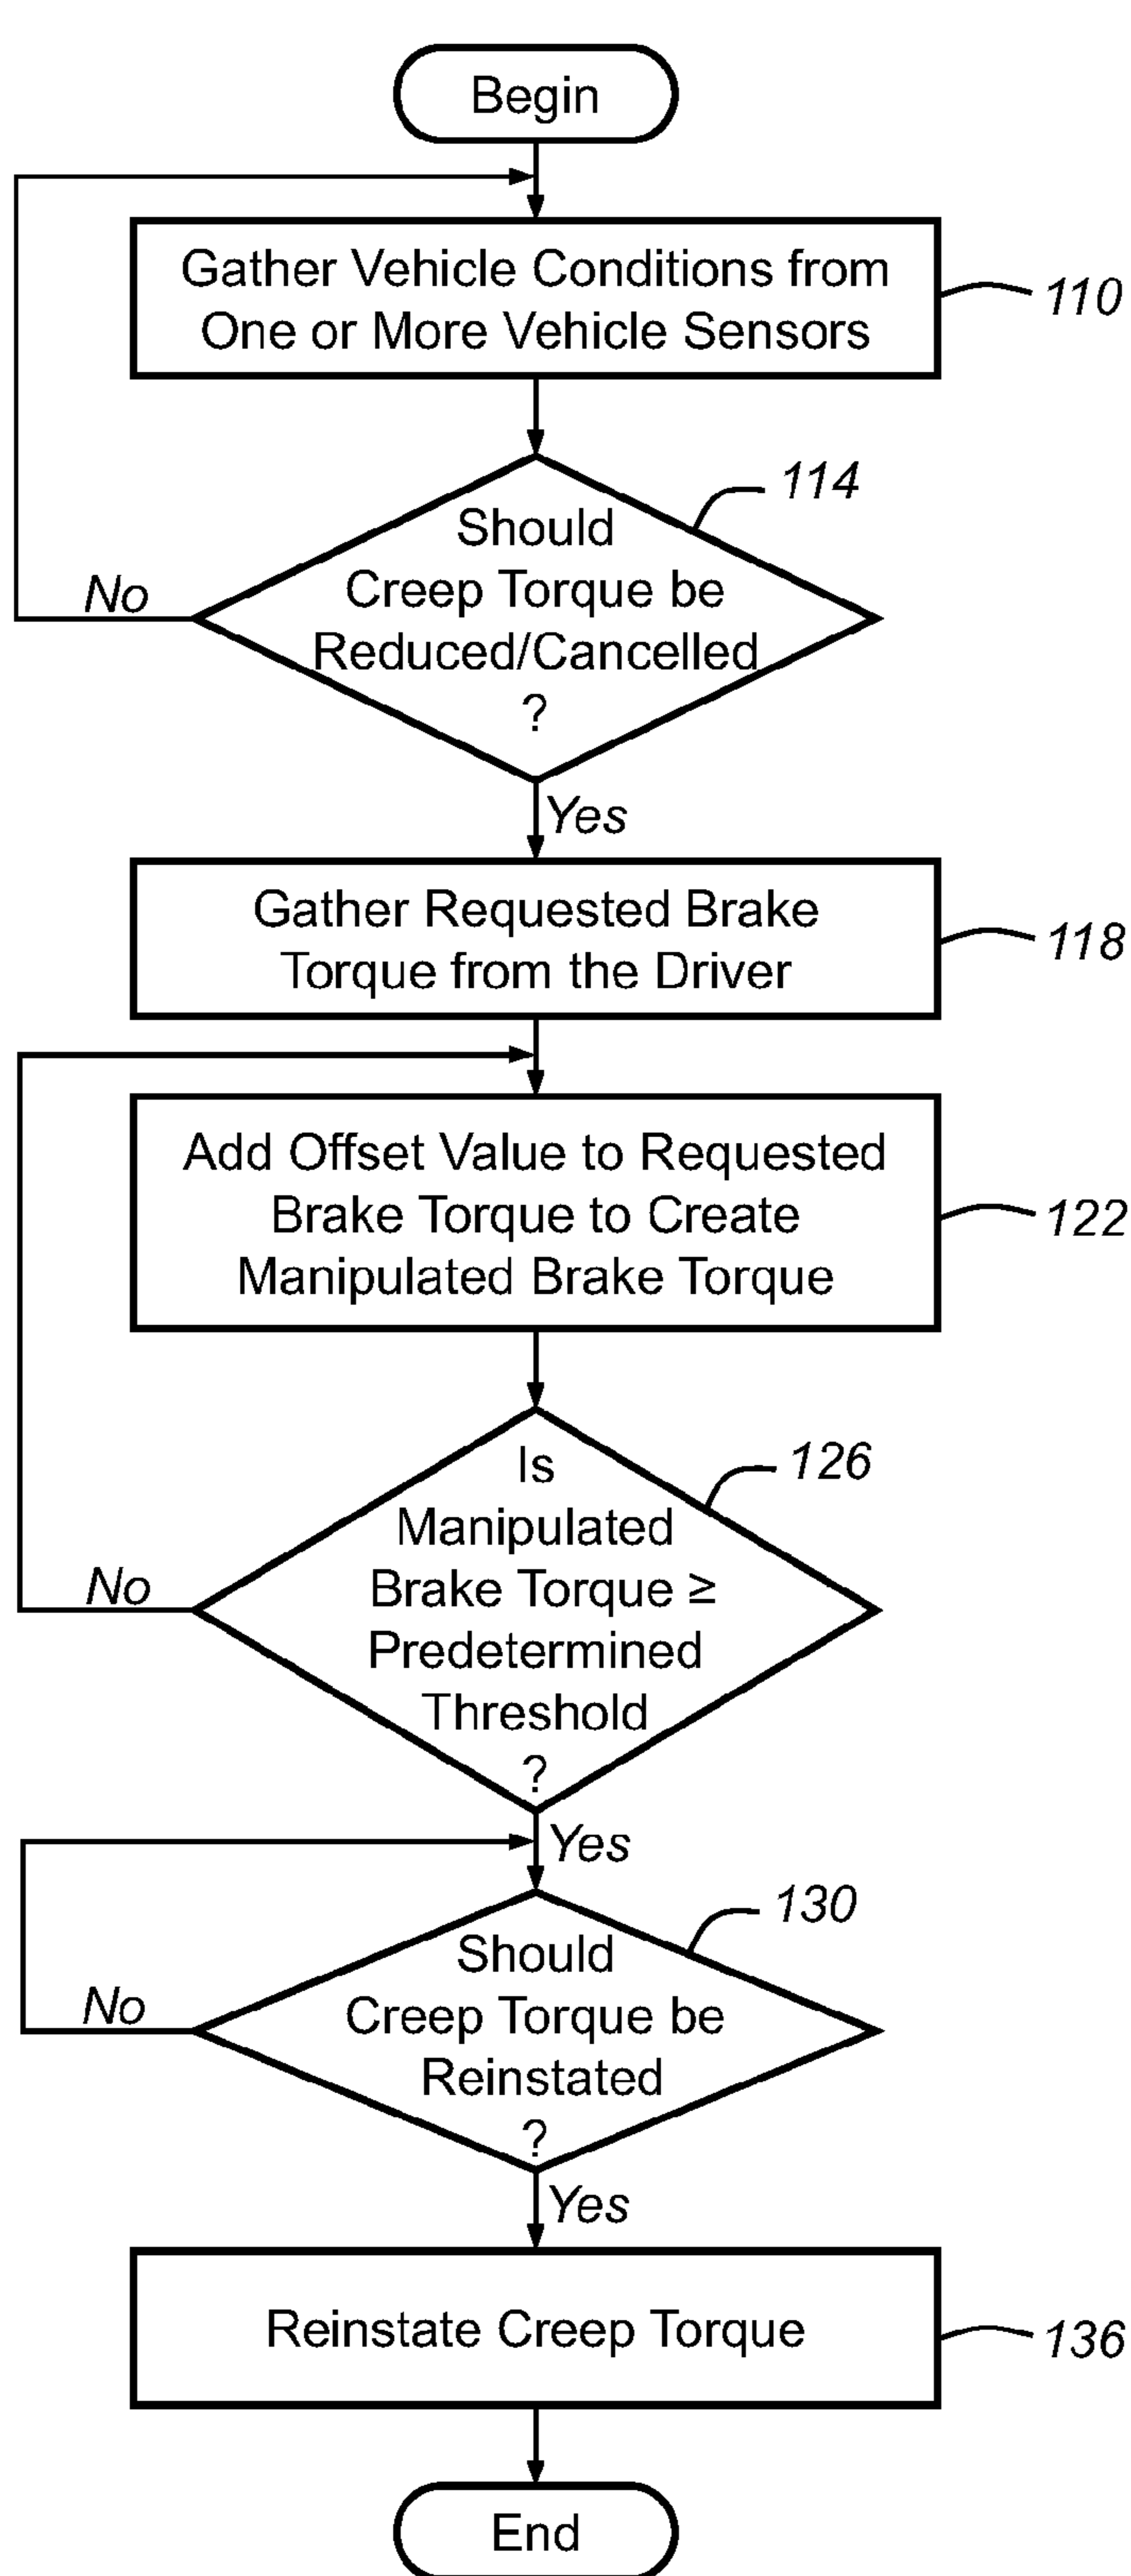 Begin
Gather Vehicle Conditions from
One or More Vehicle Sensors
110
114
Should
Creep Torque be
Reduced/Cancelled
?
No
Yes
Gather Requested Brake
Torque from the Driver
118
Add Offset Value to Requested
Brake Torque to Create
Manipulated Brake Torque
122
126
Is
Manipulated
Brake Torque ≥
Predetermined
Threshold
?
No
Yes
130
Should
Creep Torque be
Reinstated
?
No
Yes
Reinstate Creep Torque
136
End